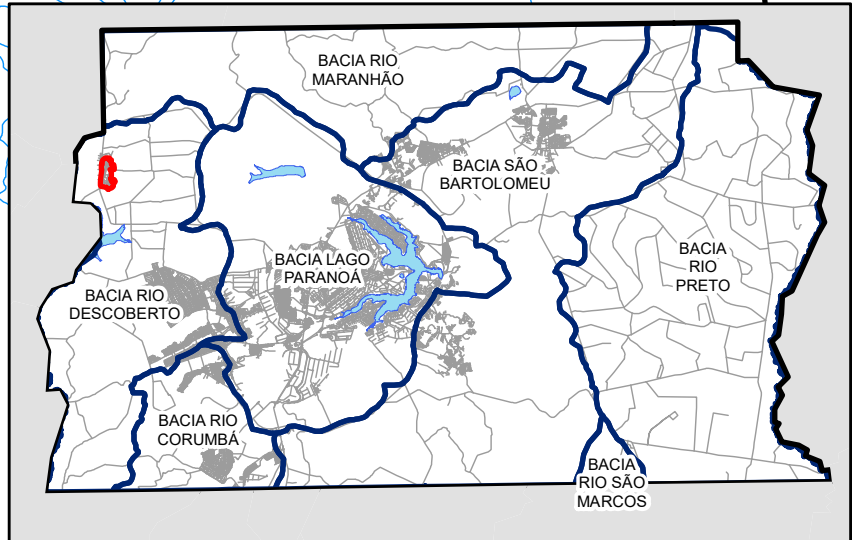 BACIA RIO
MARANHÃO
BACIA SÃO
BARTOLOMEU
BACIA LAGO
PARANOÁ
BACIA
RIO
PRETO
BACIA RIO
DESCOBERTO
BACIA RIO
CORUMBÁ
BACIA
RIO SÃO
MARCOS